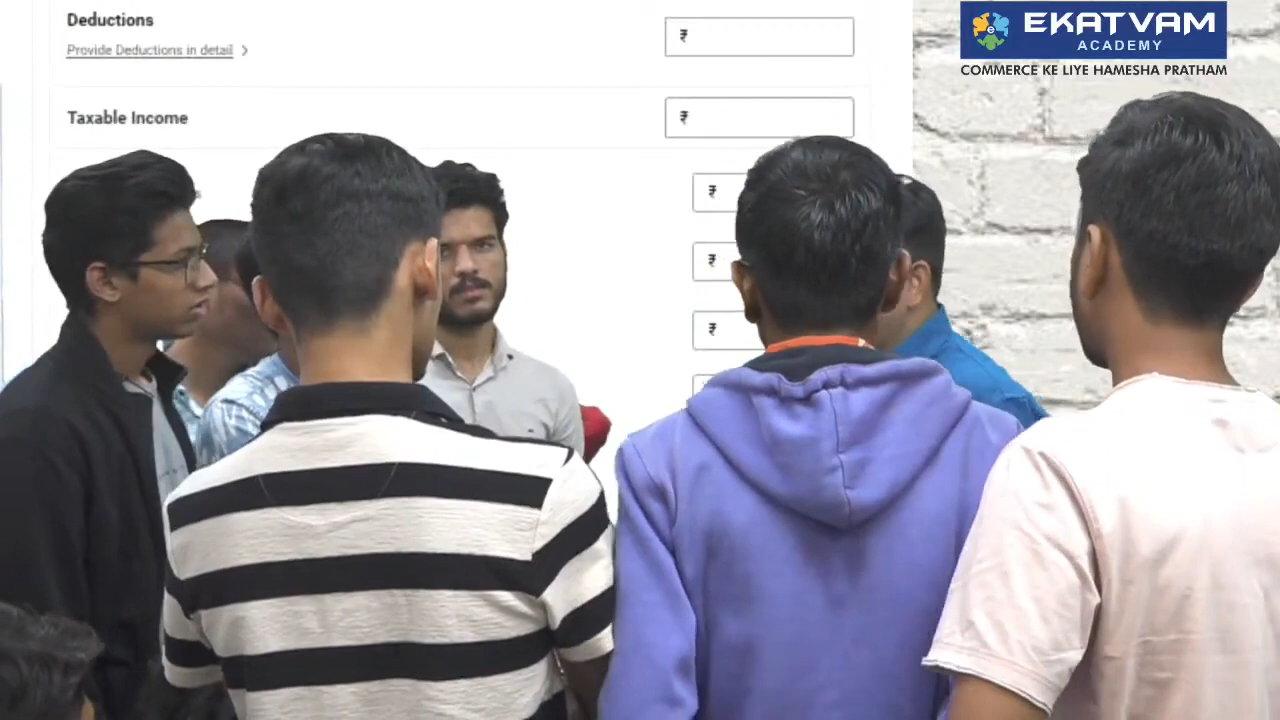 Deductions
Provide Deductions in detail >
₹
Taxable Income
₹
₹
₹
₹
EKATVAM
ACADEMY
COMMERCE KE LIYE HAMESHA PRATHAM